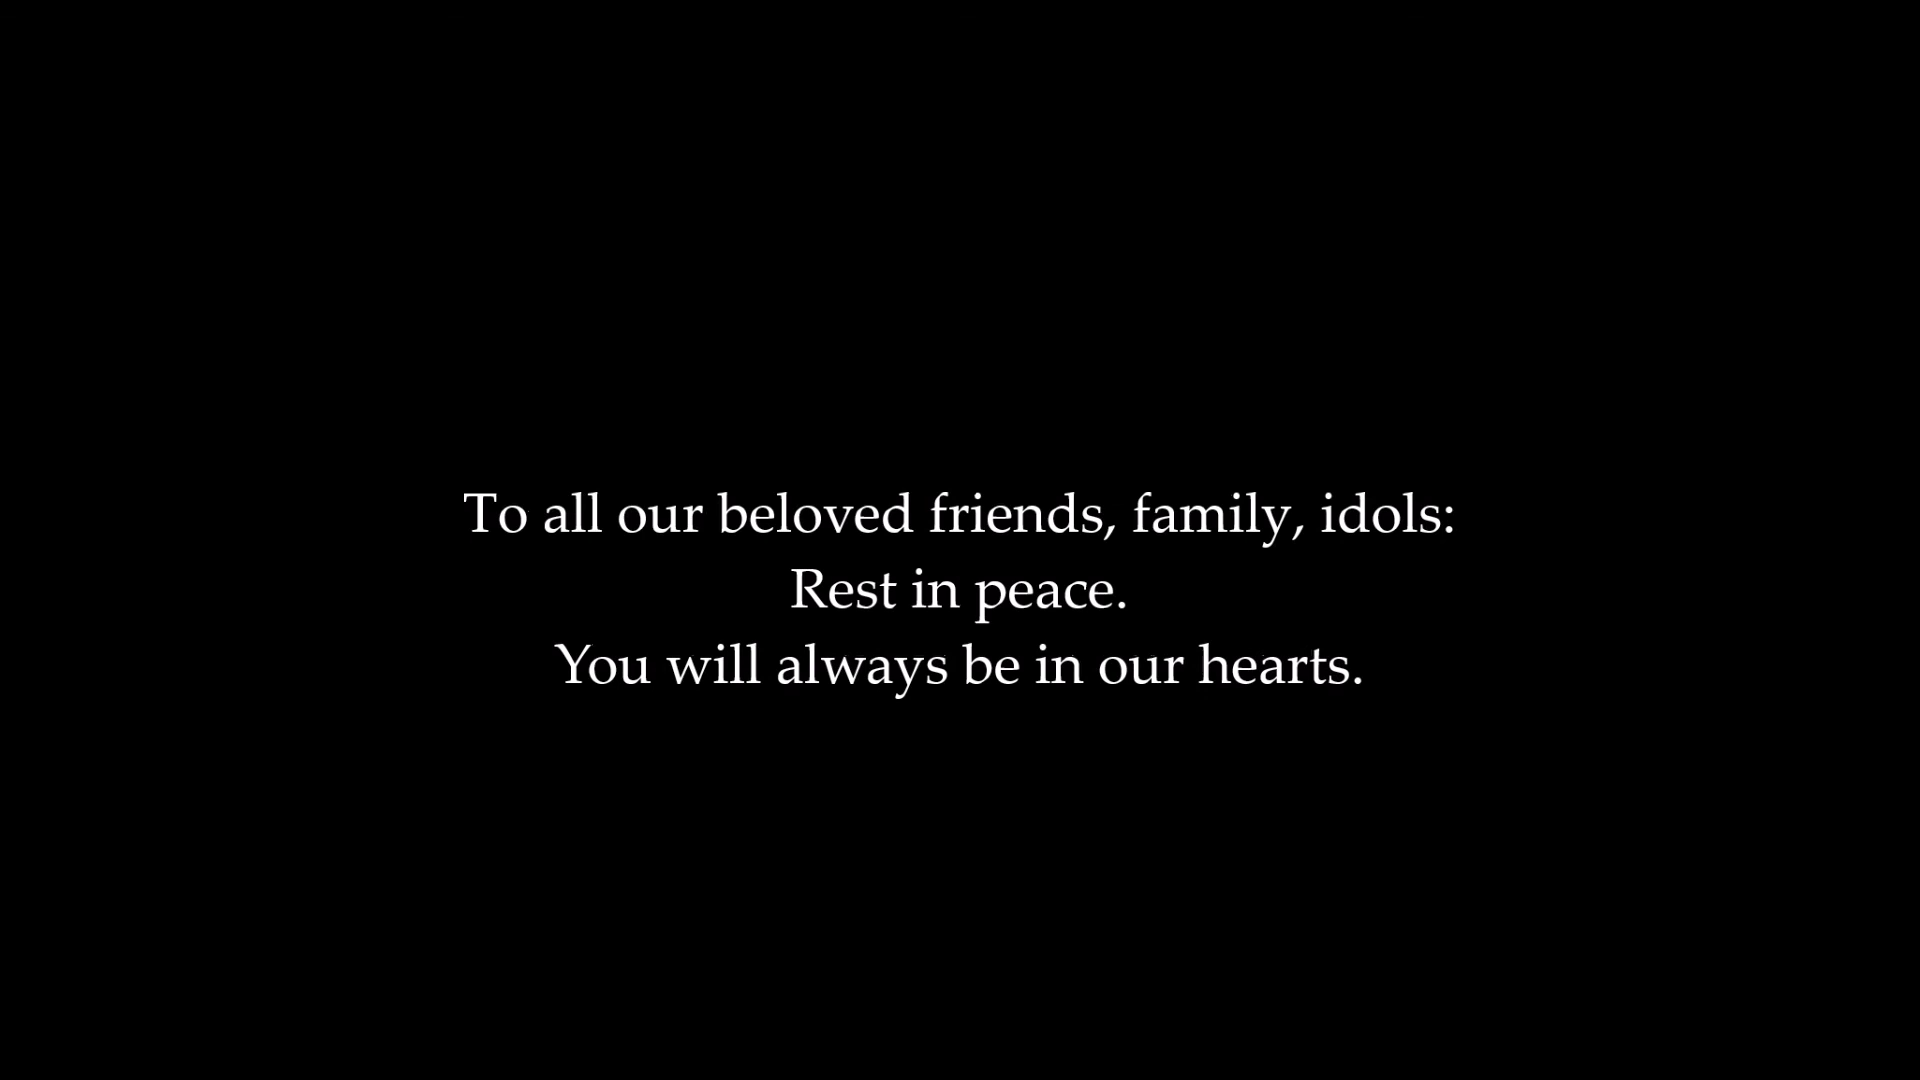 To all our beloved friends, family, idols:
Rest in peace.
You will always be in our hearts.